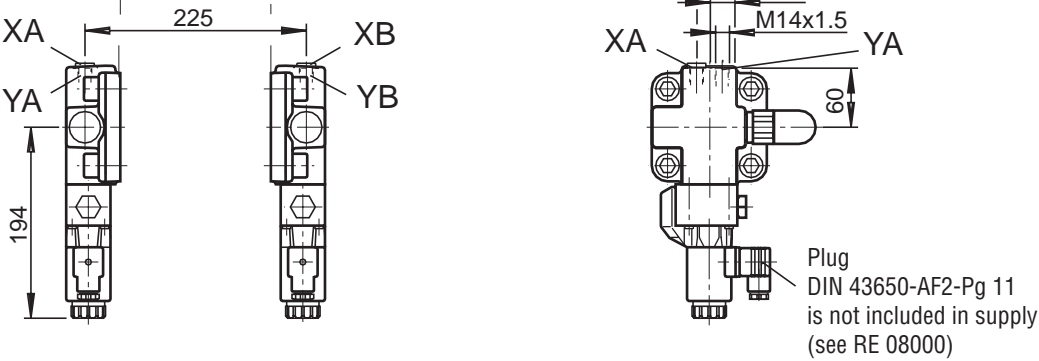 225
XA
XB
YA
YB
194
M14x1.5
XA
YA
60
Plug
DIN 43650-AF2-Pg 11
is not included in supply
(see RE 08000)